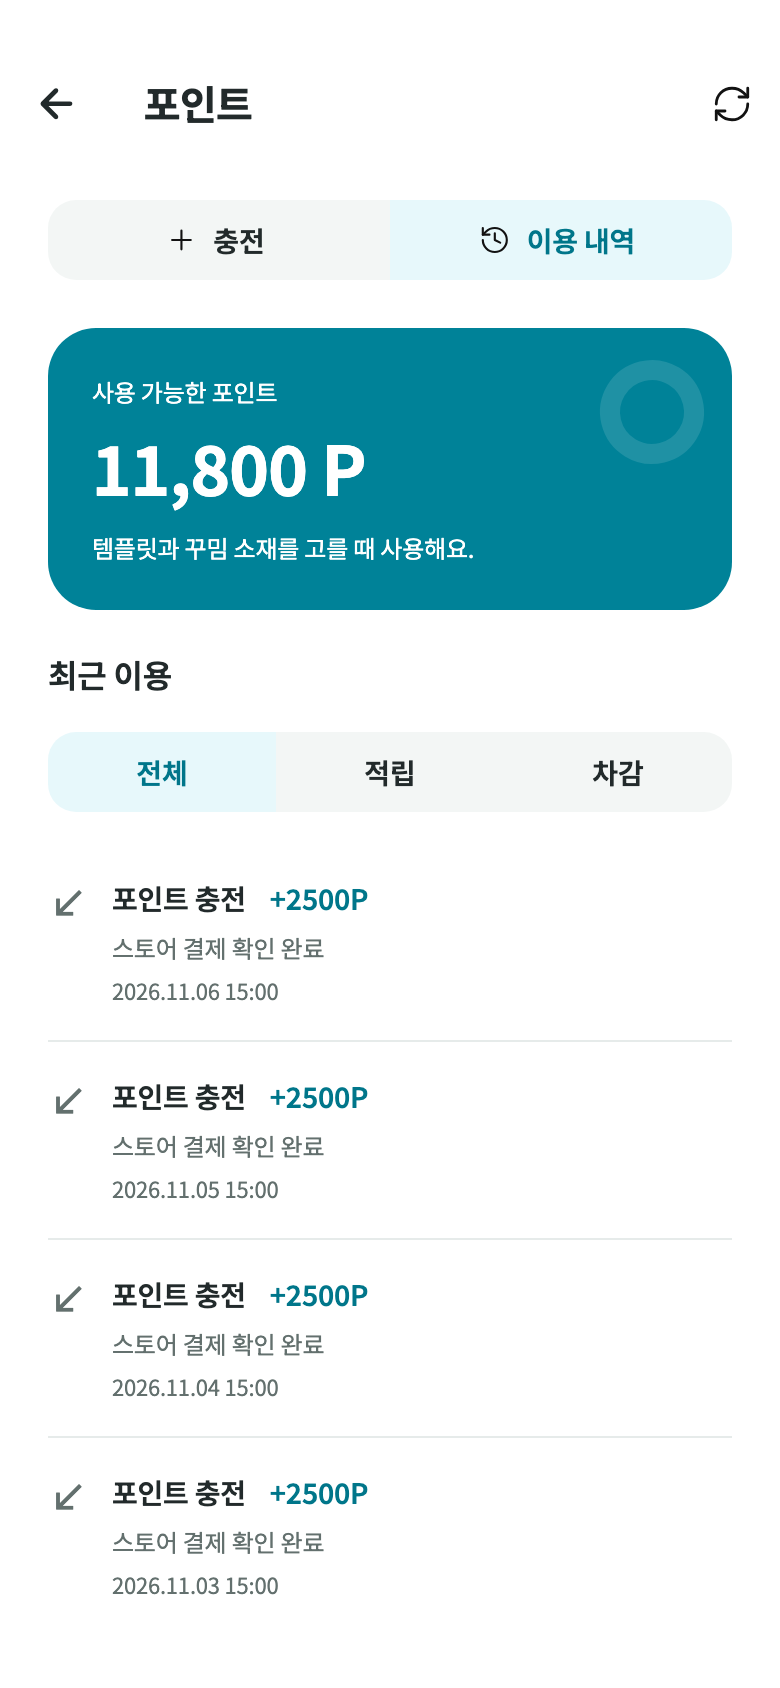 포인트
충전
이용 내역
사용 가능한 포인트
11,800 P
템플릿과 꾸밈 소재를 고를 때 사용해요.
최근 이용
전체
적립
차감
포인트 충전 +2500P
스토어 결제 확인 완료
2026.11.06 15:00
포인트 충전 +2500P
스토어 결제 확인 완료
2026.11.05 15:00
포인트 충전 +2500P
스토어 결제 확인 완료
2026.11.04 15:00
포인트 충전 +2500P
스토어 결제 확인 완료
2026.11.03 15:00